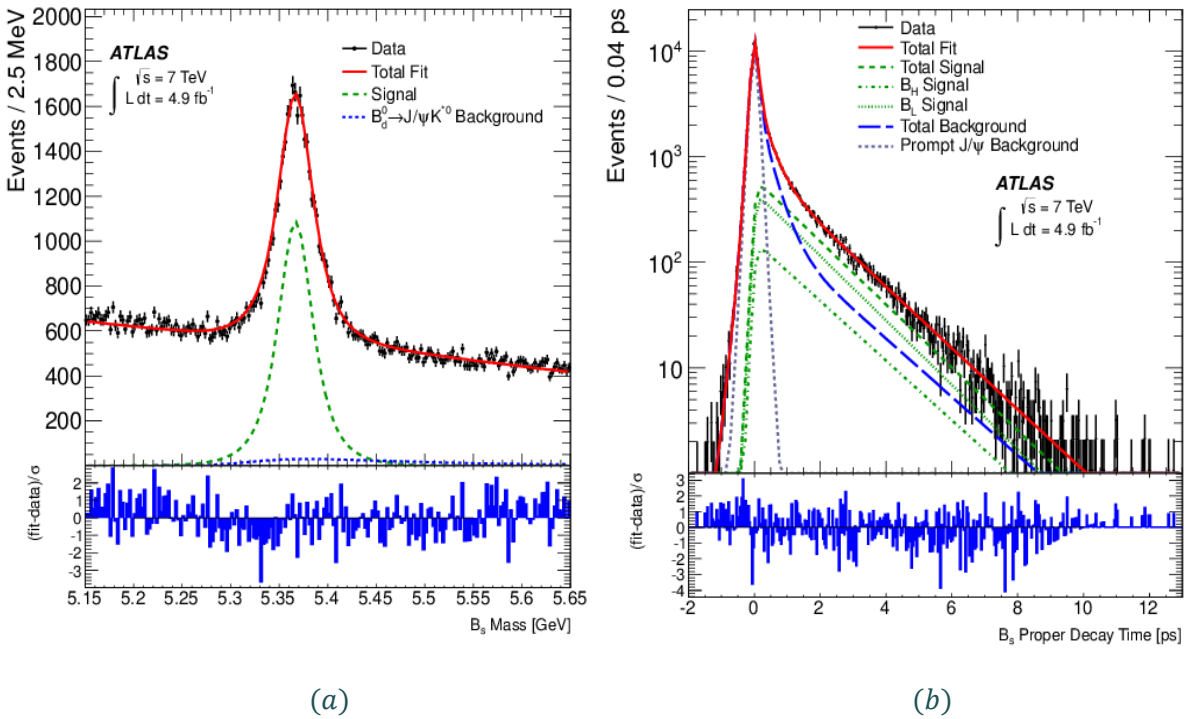 Events / 2.5 MeV
2000
1800
1600
1400
1200
1000
800
600
400
200
ATLAS
√s = 7 TeV
∫ L dt = 4.9 fb⁻¹
Data
Total Fit
Signal
B⁰d→J/ψK*⁰ Background
(fit-data)/σ
2
1
0
-1
-2
-3
5.15 5.2 5.25 5.3 5.35 5.4 5.45 5.5 5.55 5.6 5.65
Bs Mass [GeV]
(a)
Events / 0.04 ps
10⁴
10³
10²
10
Data
Total Fit
Total Signal
BH Signal
BL Signal
Total Background
Prompt J/ψ Background
ATLAS
√s = 7 TeV
∫ L dt = 4.9 fb⁻¹
(fit-data)/σ
3
2
1
0
-1
-2
-3
-4
-2 0 2 4 6 8 10 12
Bs Proper Decay Time [ps]
(b)